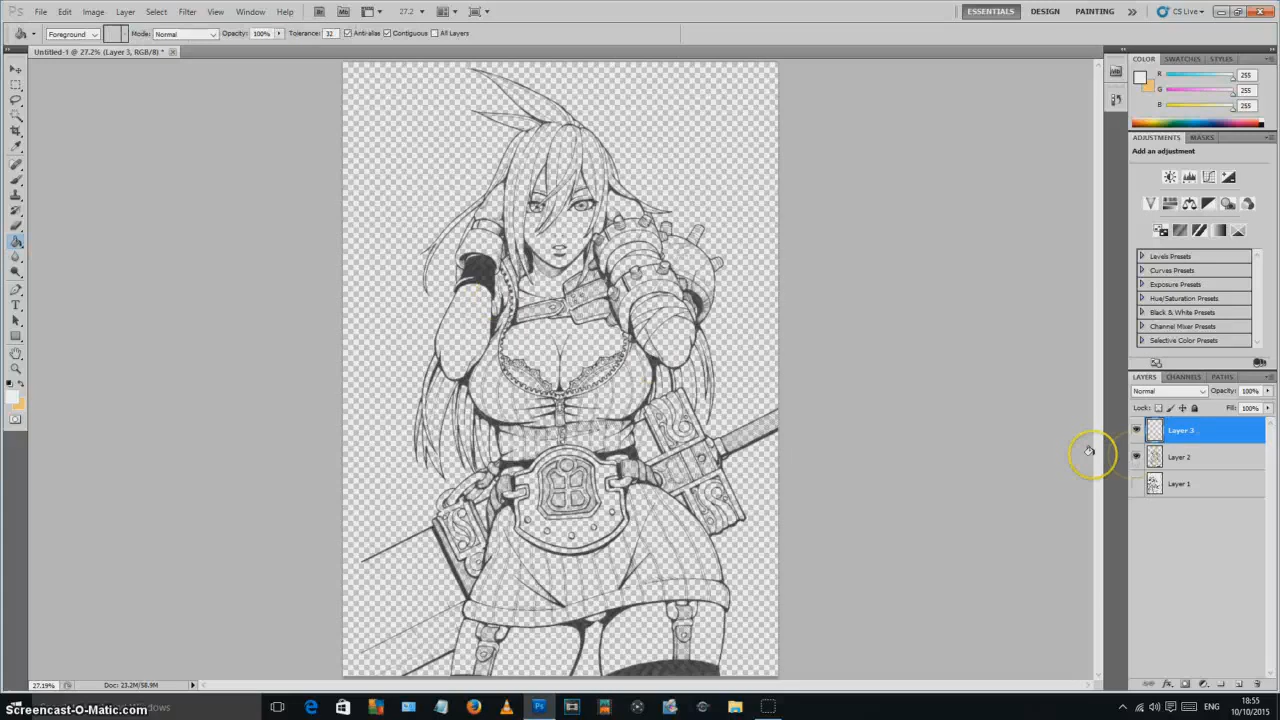 Ps File Edit Image Layer Select Filter View Window Help Br Mb 27.2 ESSENTIALS DESIGN PAINTING CS Live
Foreground Mode: Normal Opacity: 100% Tolerance: 32 Anti-alias Contiguous All Layers
Untitled-1 @ 27.2% (Layer 3, RGB/8) *
COLOR SWATCHES STYLES
R 255
G 255
B 255
ADJUSTMENTS MASKS
Add an adjustment
Levels Presets
Curves Presets
Exposure Presets
Hue/Saturation Presets
Black & White Presets
Channel Mixer Presets
Selective Color Presets
LAYERS CHANNELS PATHS
Normal Opacity: 100%
Lock: Fill: 100%
Layer 3
Layer 2
Layer 1
27.19% Doc: 23.2M/58.9M
Screencast-O-Matic.com
ENG
18:55
10/10/2015